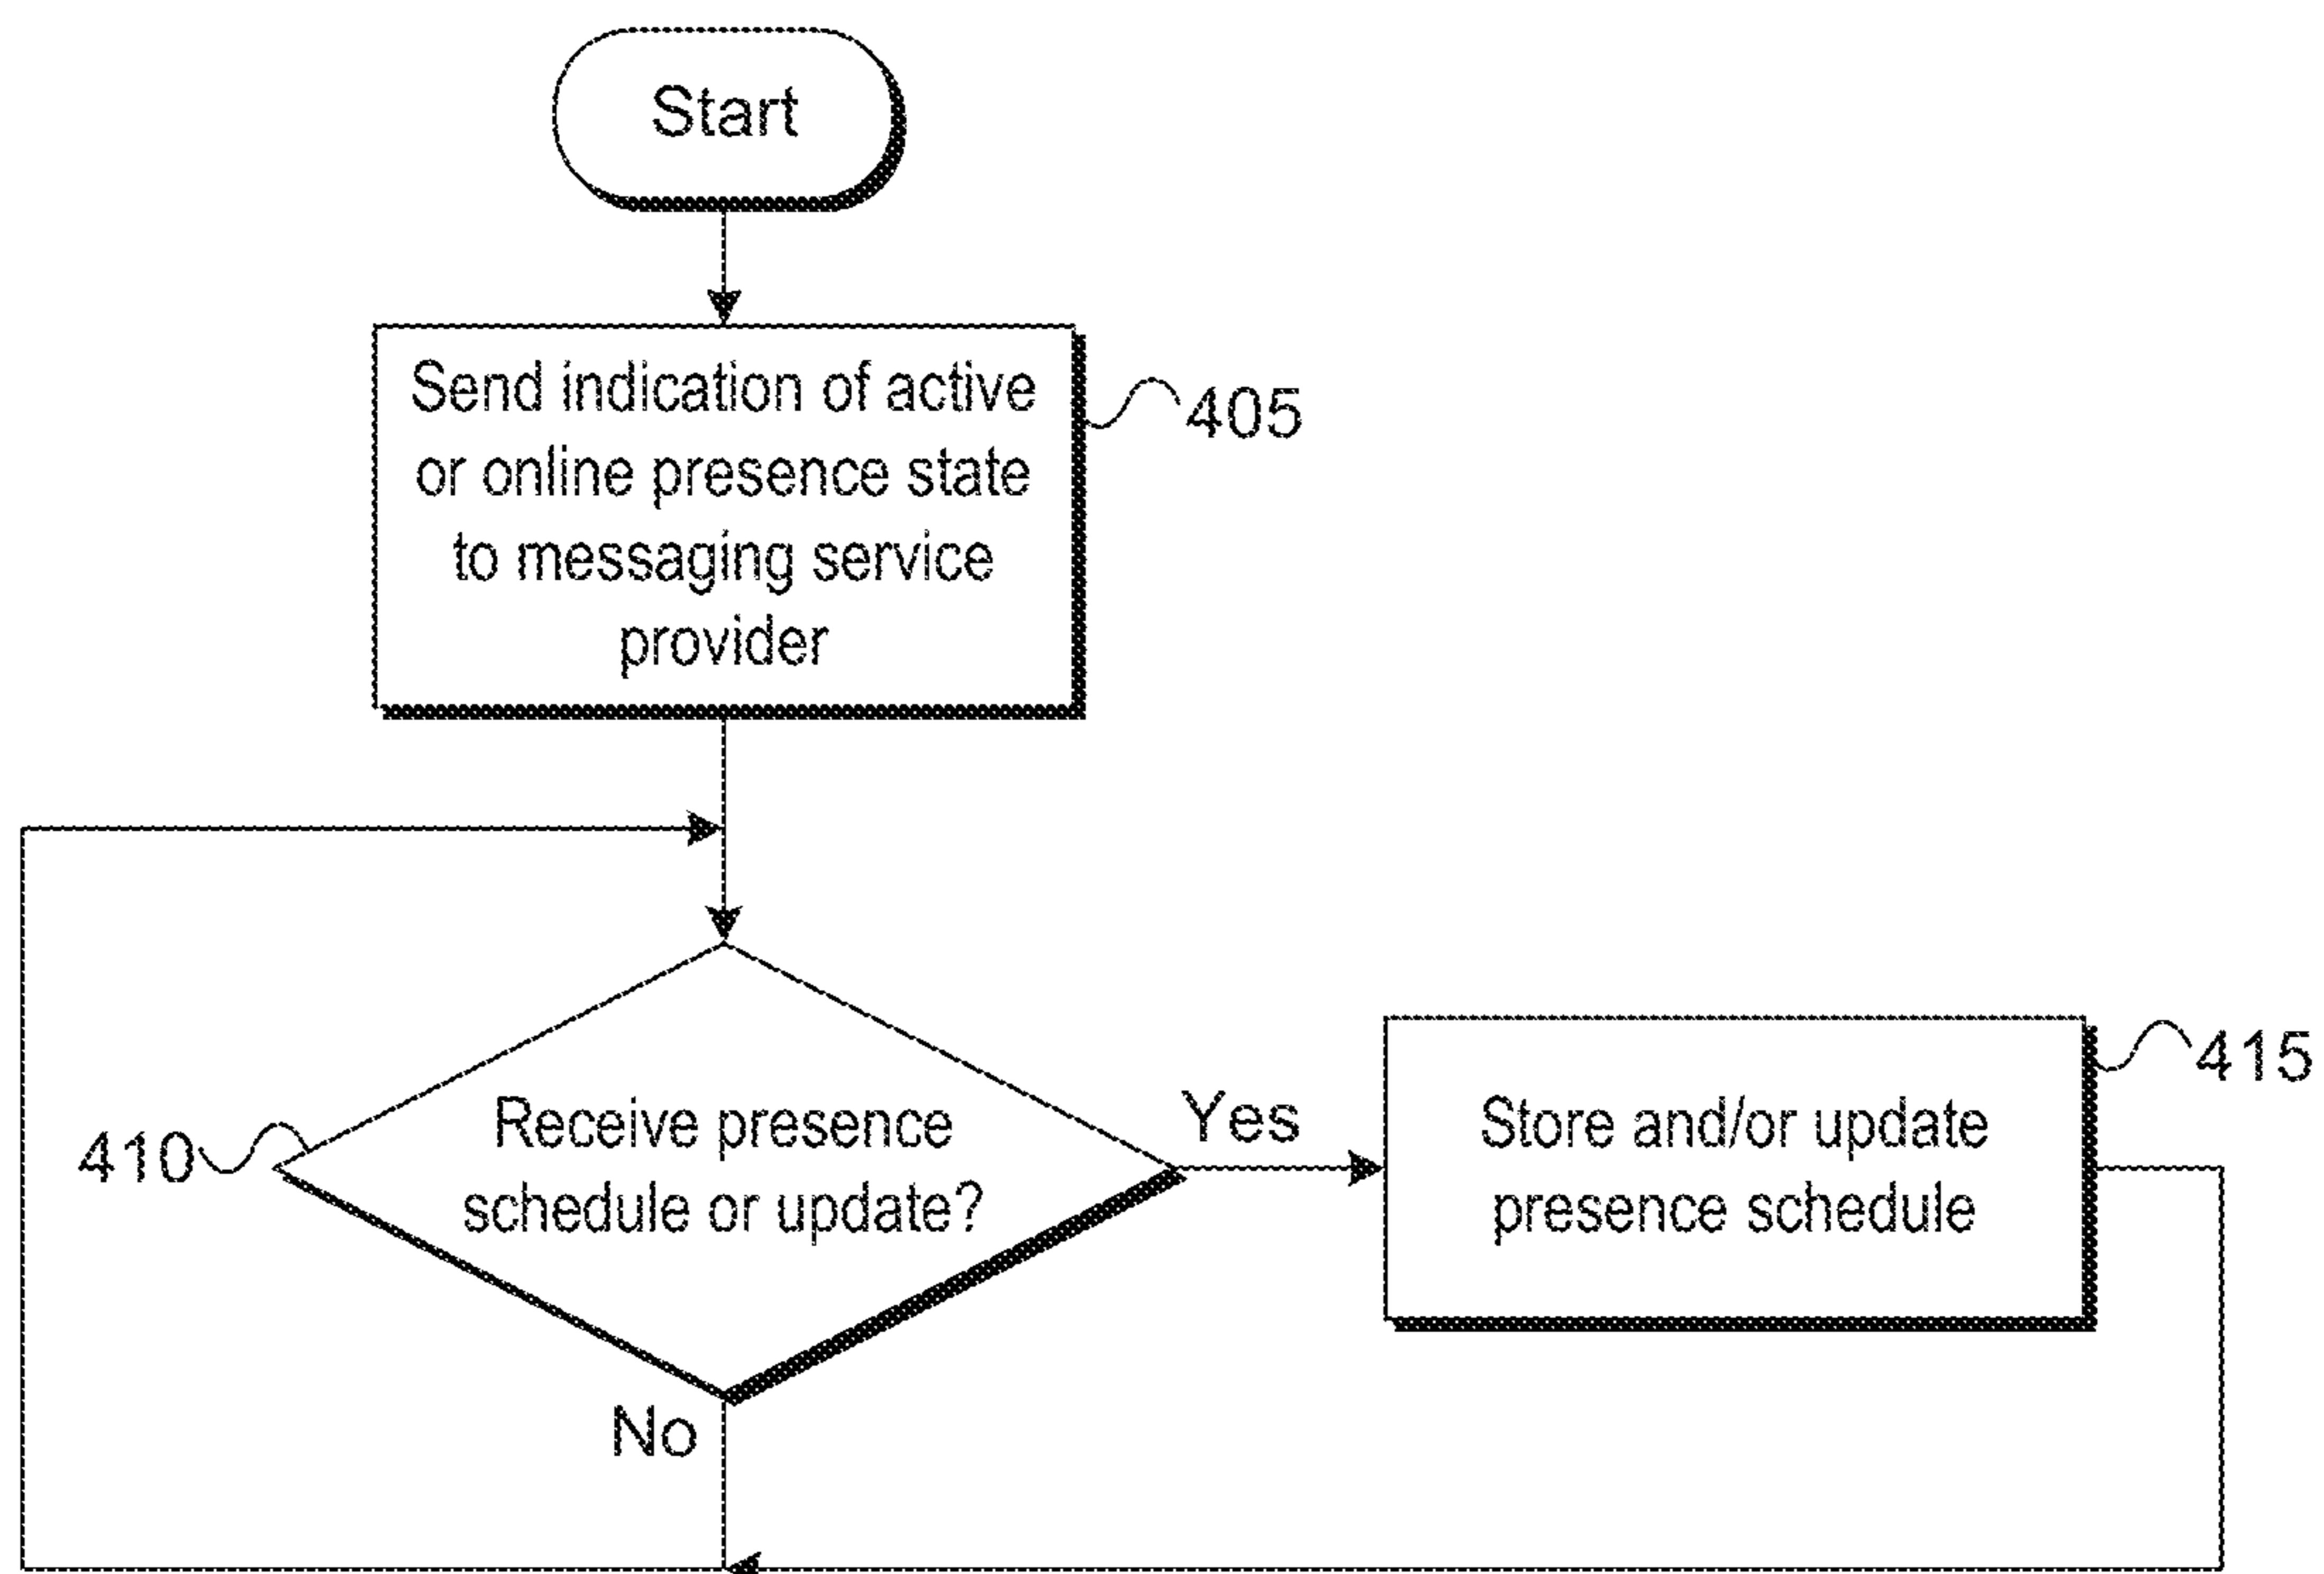 Start
Send indication of active
or online presence state
to messaging service
provider
405
410
Receive presence
schedule or update?
Yes
Store and/or update
presence schedule
415
No